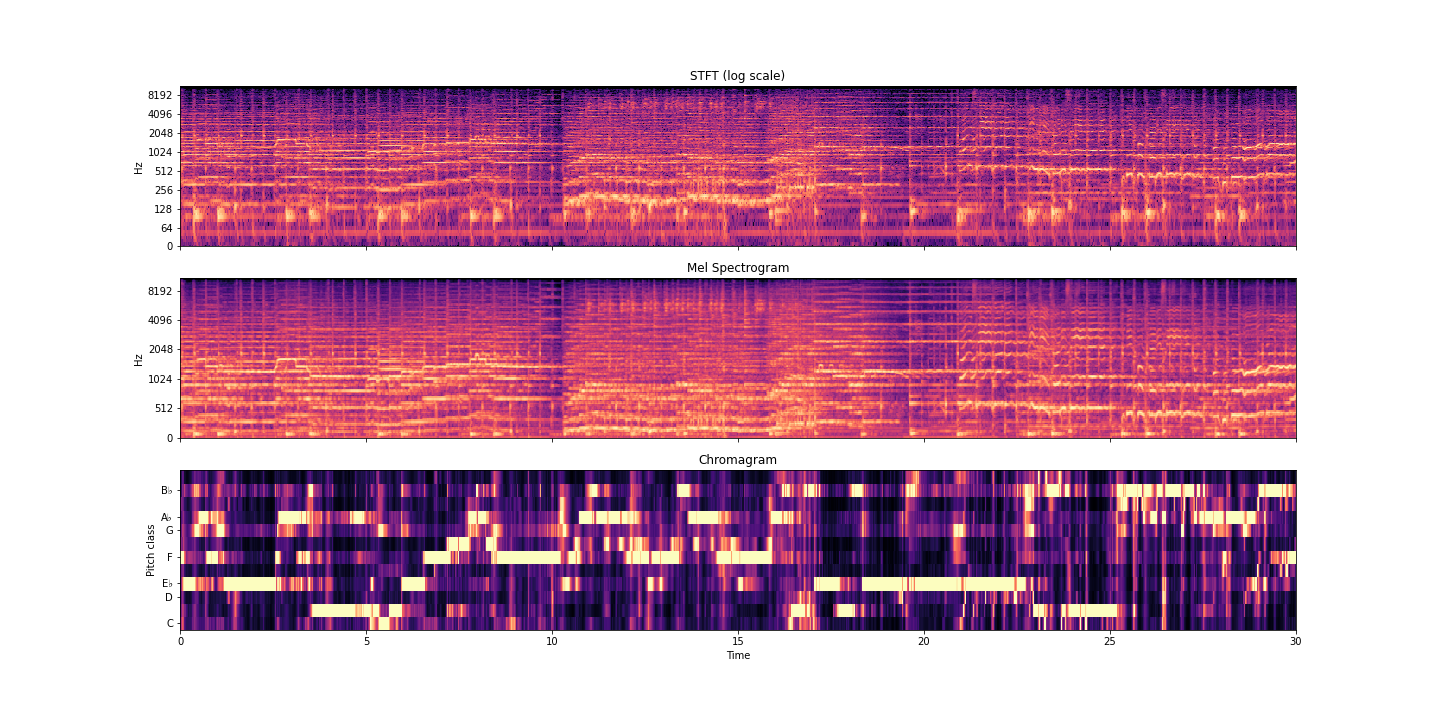 STFT (log scale)
8192
4096
2048
1024
512
256
128
64
0
Hz
Mel Spectrogram
8192
4096
2048
1024
512
0
Hz
Chromagram
B♭
A♭
G
F
E♭
D
C
Pitch class
0 5 10 15 20 25 30
Time